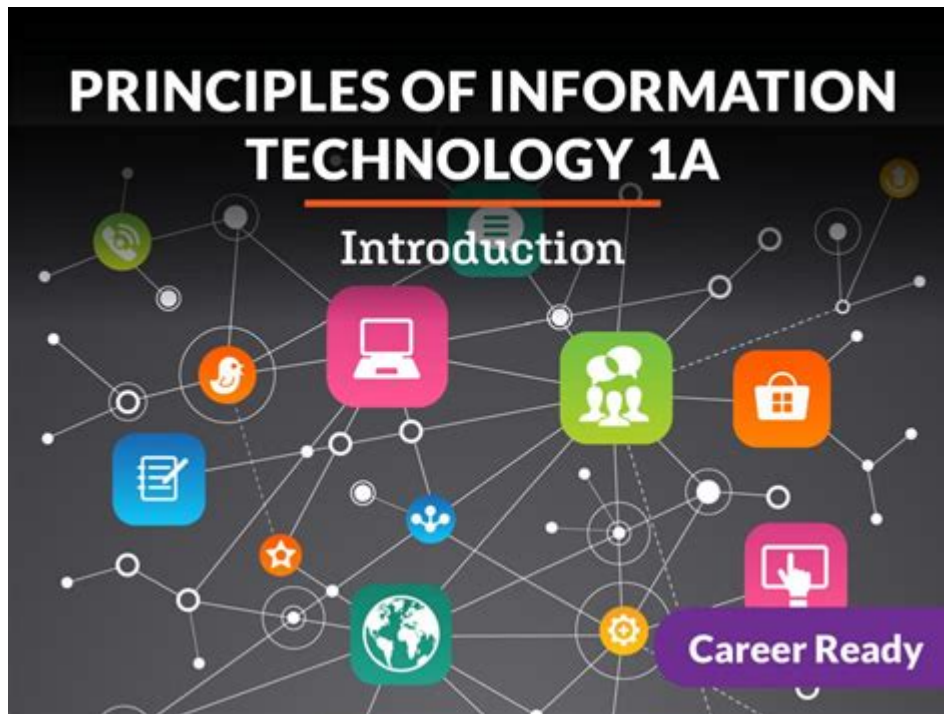 PRINCIPLES OF INFORMATION
TECHNOLOGY 1A
Introduction
Career Ready